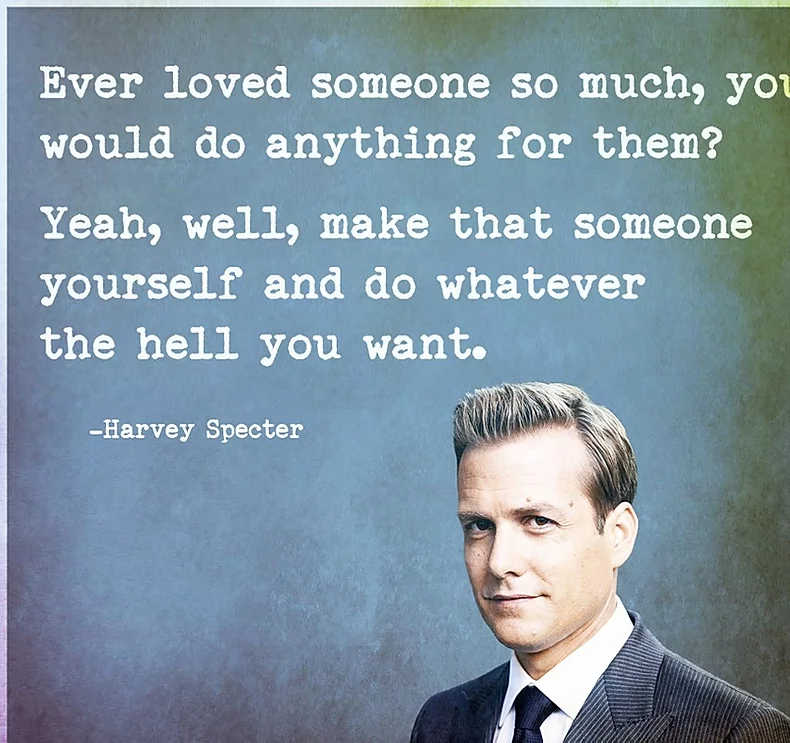 Ever loved someone so much, you
would do anything for them?
Yeah, well, make that someone
yourself and do whatever
the hell you want.
-Harvey Specter